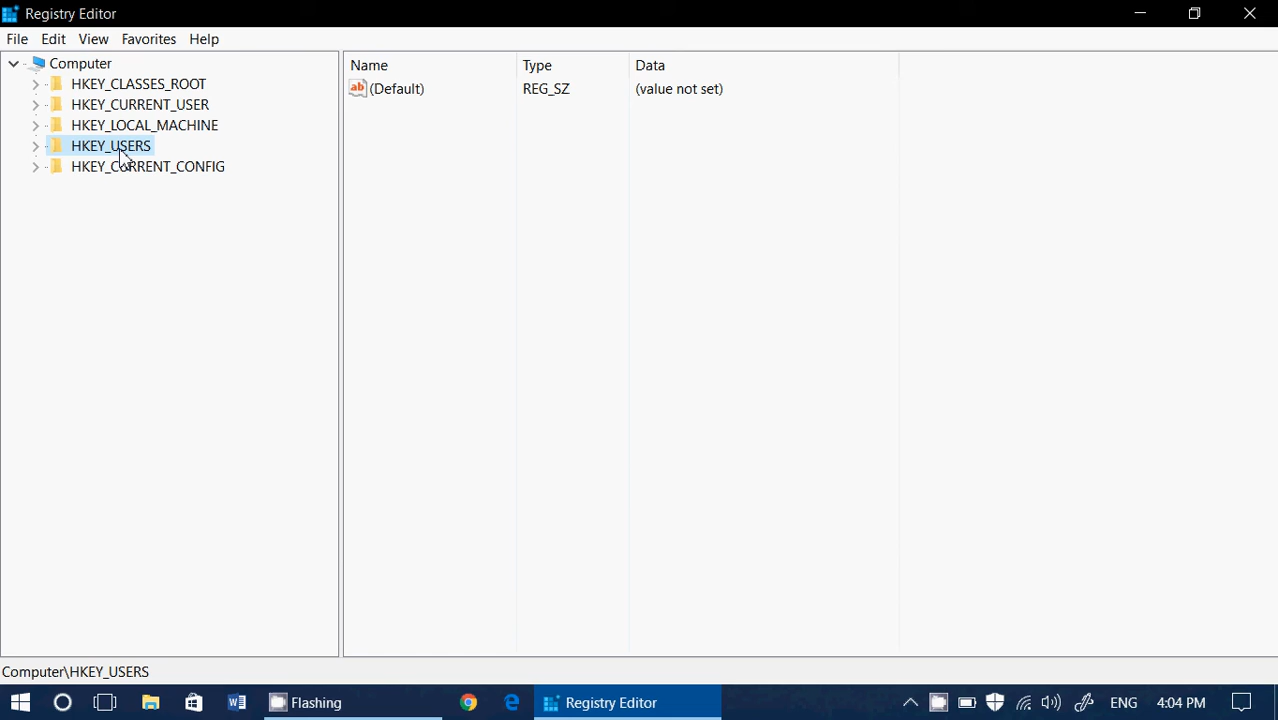 Registry Editor
File Edit View Favorites Help
Computer
HKEY_CLASSES_ROOT
HKEY_CURRENT_USER
HKEY_LOCAL_MACHINE
HKEY_USERS
HKEY_CURRENT_CONFIG
Name Type Data
ab (Default) REG_SZ (value not set)
Computer\HKEY_USERS
Flashing Registry Editor ENG 4:04 PM